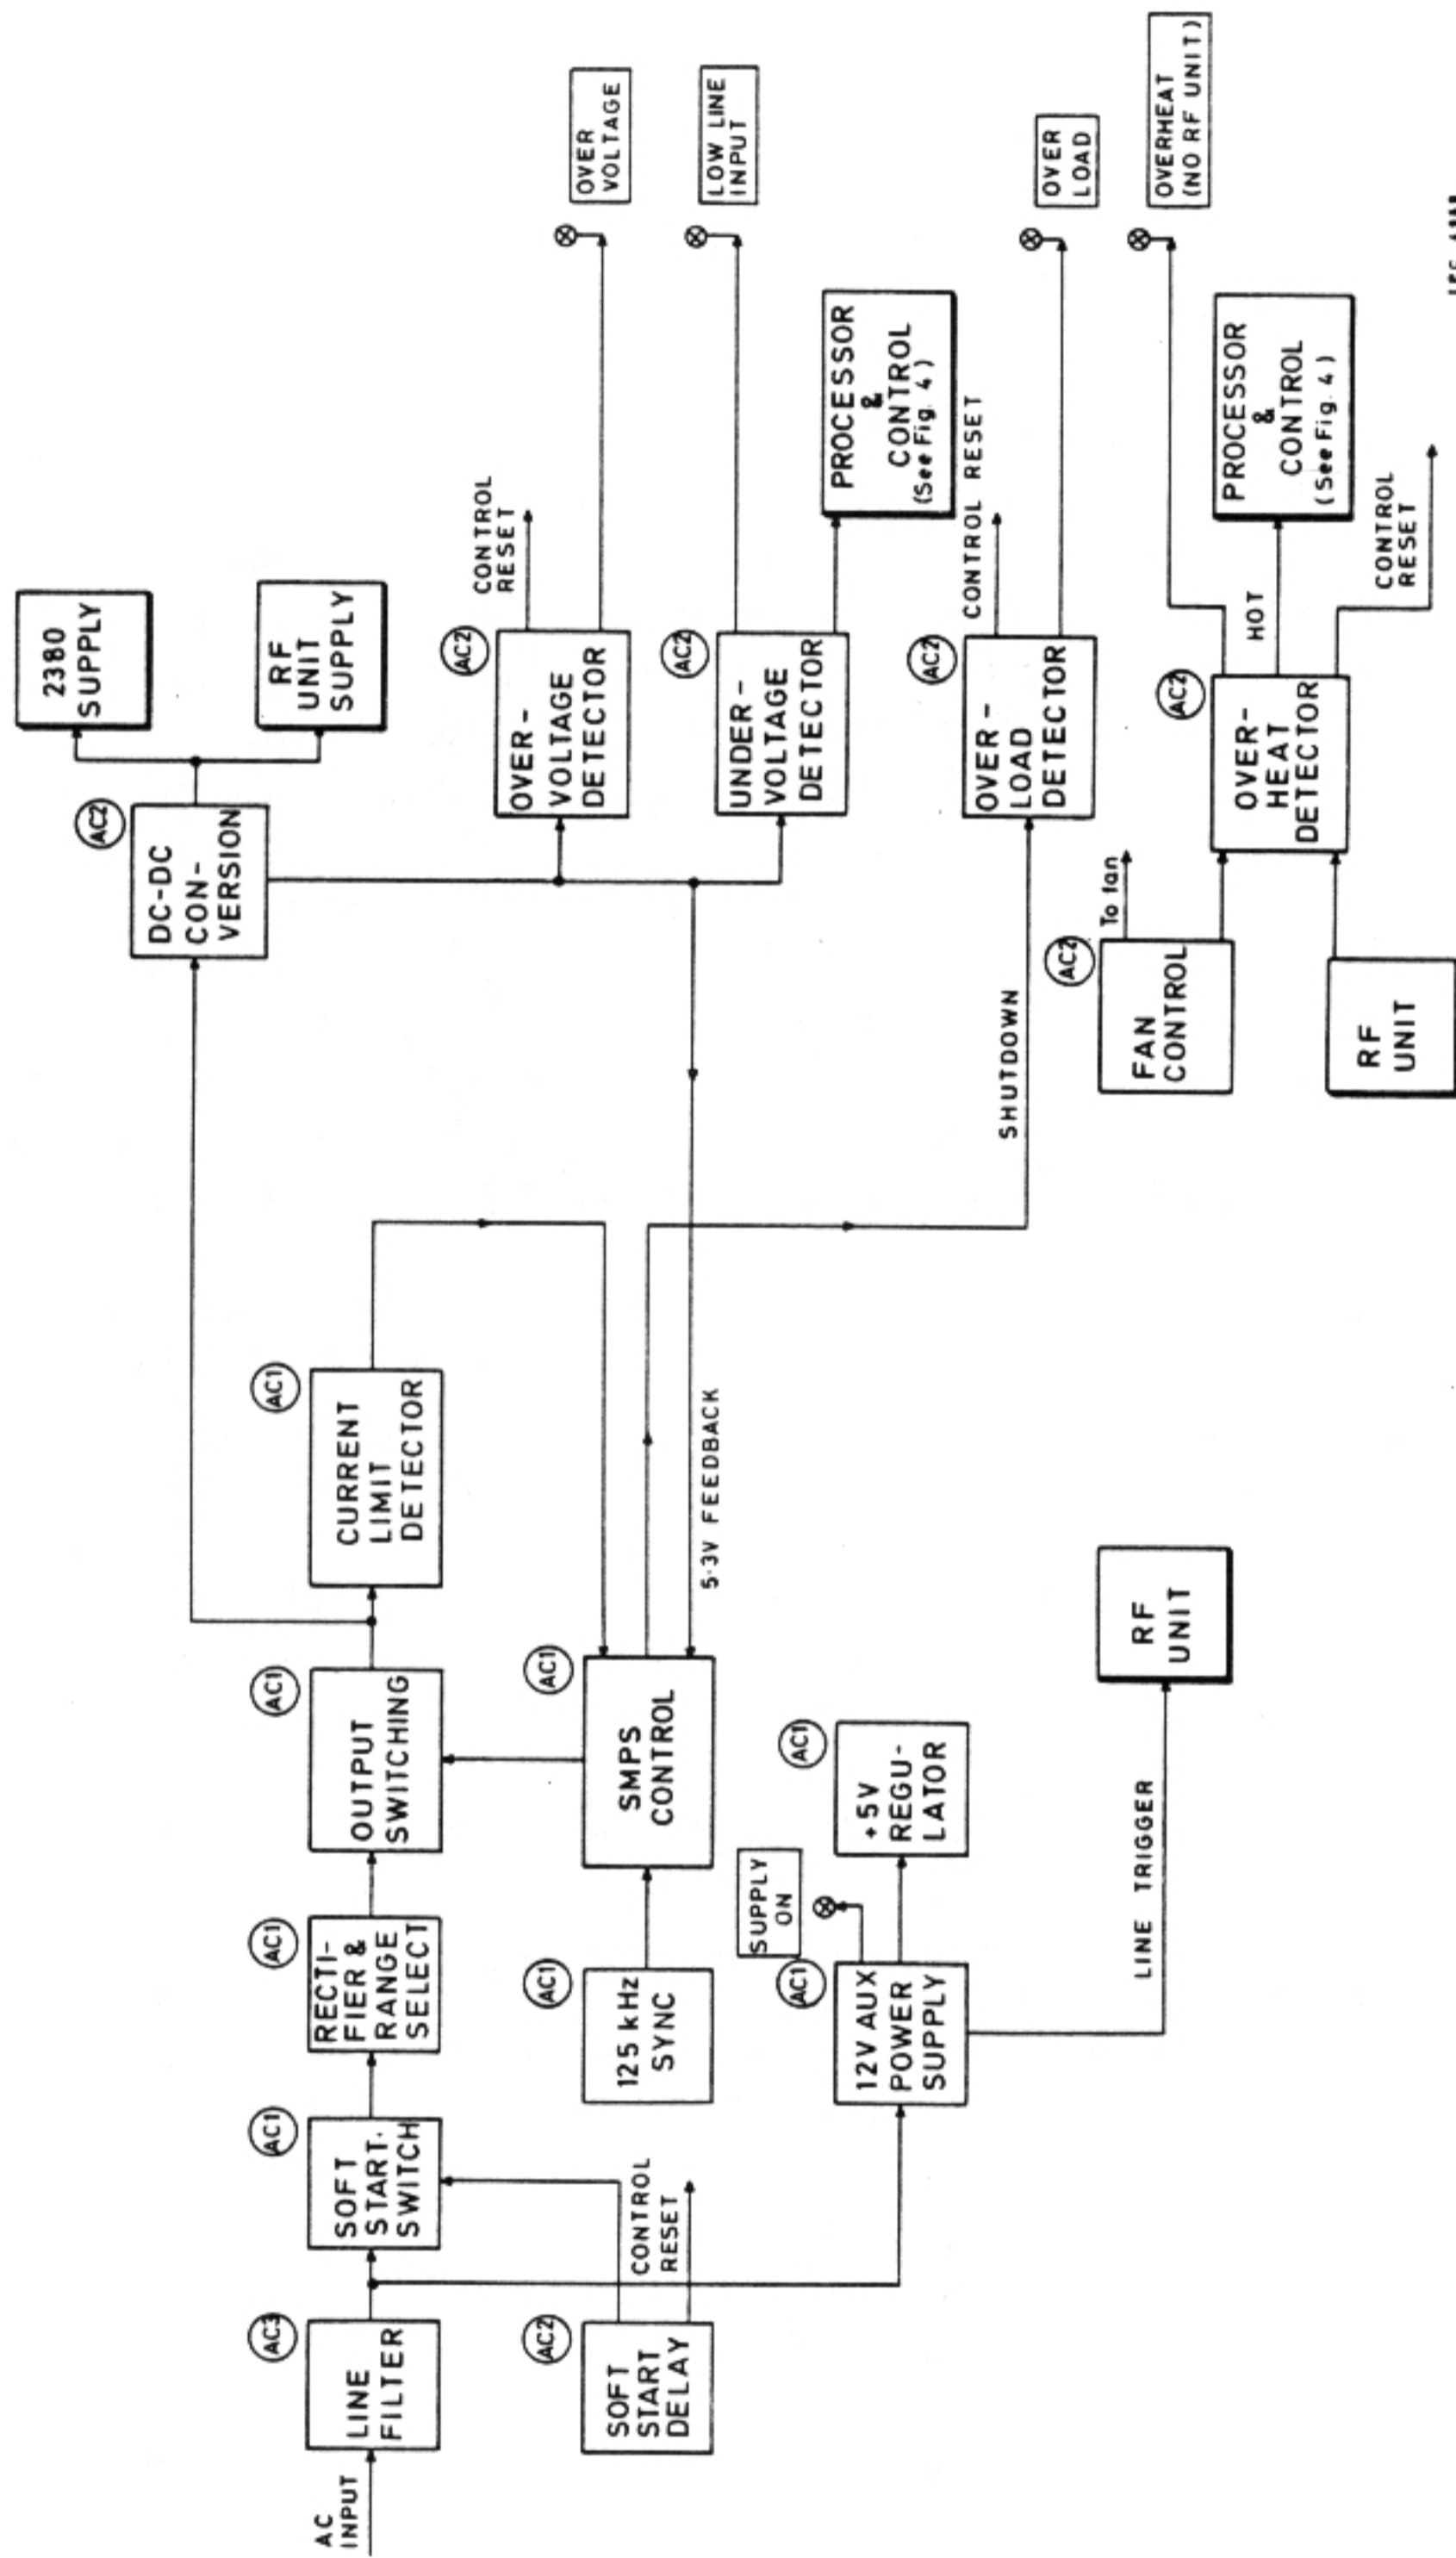 AC
INPUT
AC3
LINE
FILTER
AC1
SOFT
START.
SWITCH
AC1
RECTI-
FIER &
RANGE
SELECT
AC1
OUTPUT
SWITCHING
AC1
CURRENT
LIMIT
DETECTOR
AC2
DC-DC
CON-
VERSION
2380
SUPPLY
RF
UNIT
SUPPLY
AC2
SOFT
START
DELAY
CONTROL
RESET
AC1
125 kHz
SYNC
AC1
SMPS
CONTROL
5·3V FEEDBACK
SHUTDOWN
AC2
OVER-
VOLTAGE
DETECTOR
CONTROL
RESET
OVER
VOLTAGE
AC2
UNDER-
VOLTAGE
DETECTOR
LOW LINE
INPUT
PROCESSOR
&
CONTROL
(See Fig. 4)
AC2
OVER-
LOAD
DETECTOR
CONTROL RESET
OVER
LOAD
SUPPLY
ON
AC1
12V AUX
POWER
SUPPLY
AC1
+5V
REGU-
LATOR
LINE TRIGGER
RF
UNIT
AC2
FAN
CONTROL
To fan
RF
UNIT
AC2
OVER-
HEAT
DETECTOR
HOT
OVERHEAT
(NO RF UNIT)
PROCESSOR
&
CONTROL
(See Fig. 4)
CONTROL
RESET